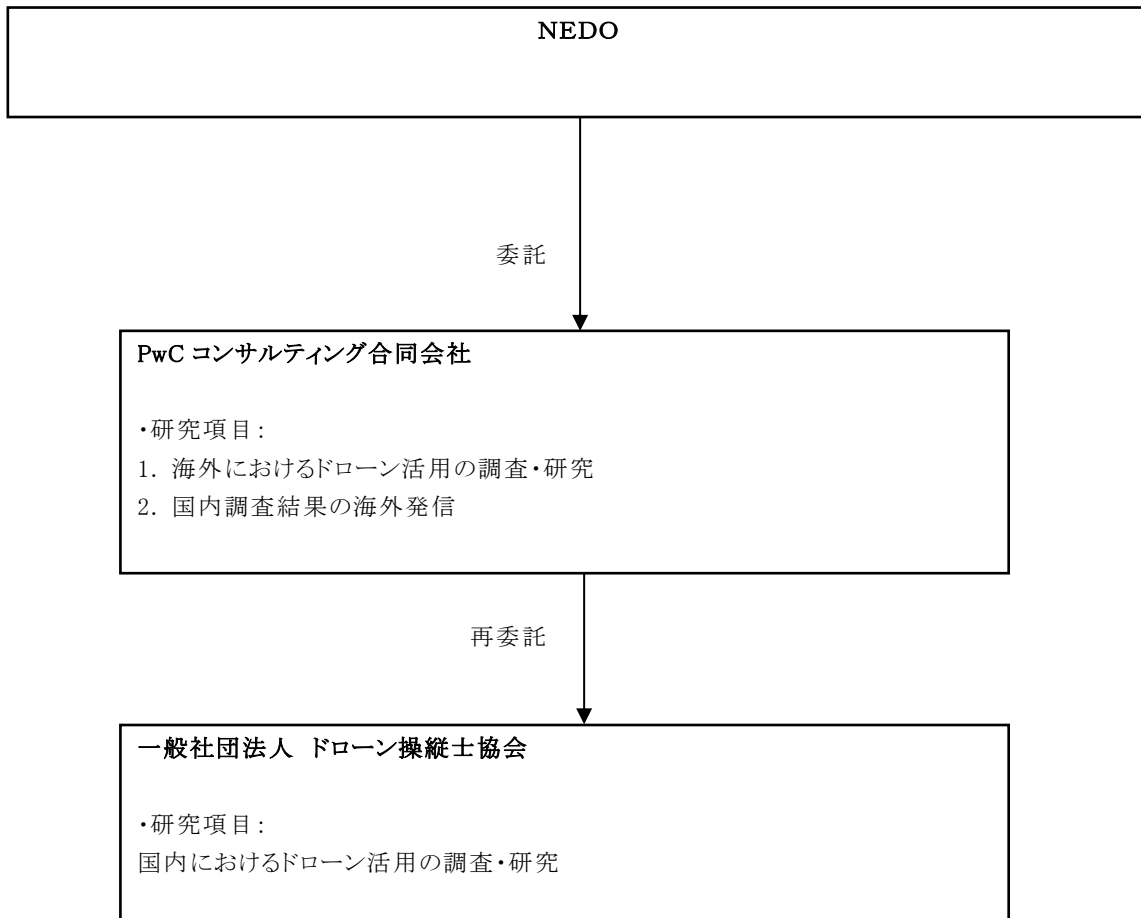 NEDO
委託
PwC コンサルティング合同会社
・研究項目:
1. 海外におけるドローン活用の調査・研究
2. 国内調査結果の海外発信
再委託
一般社団法人 ドローン操縦士協会
・研究項目:
国内におけるドローン活用の調査・研究